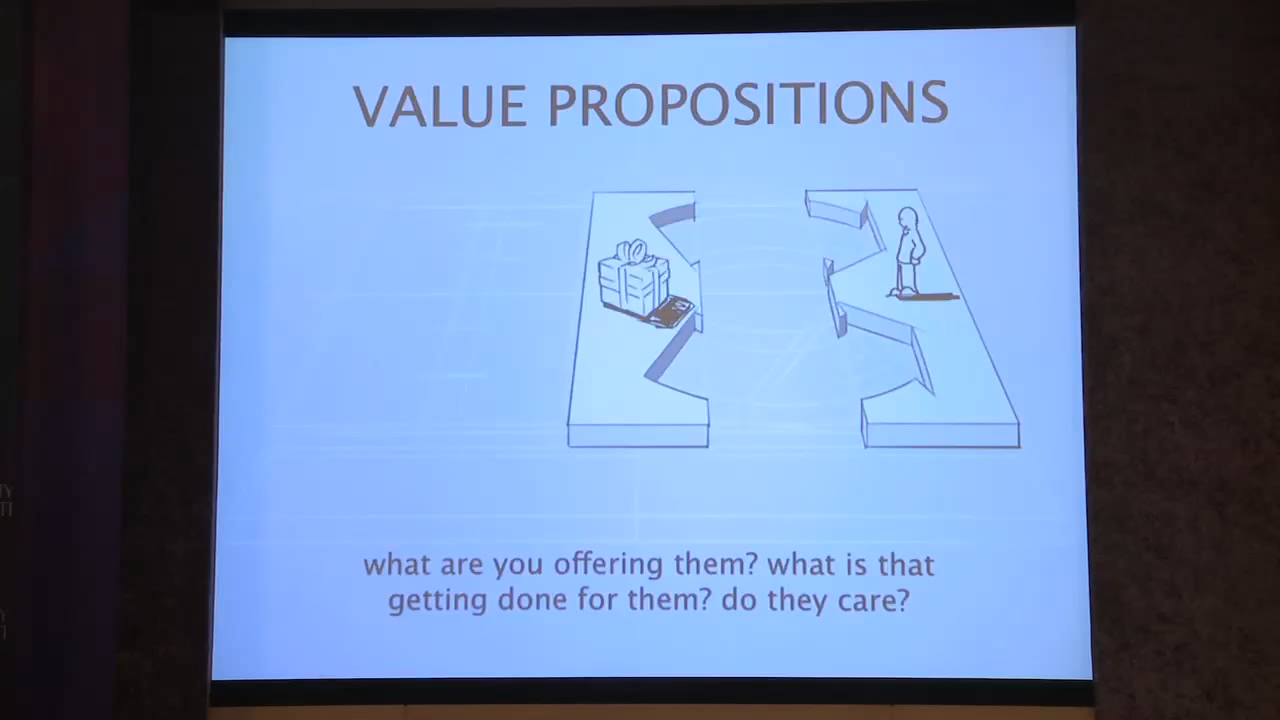 VALUE PROPOSITIONS
what are you offering them? what is that
getting done for them? do they care?